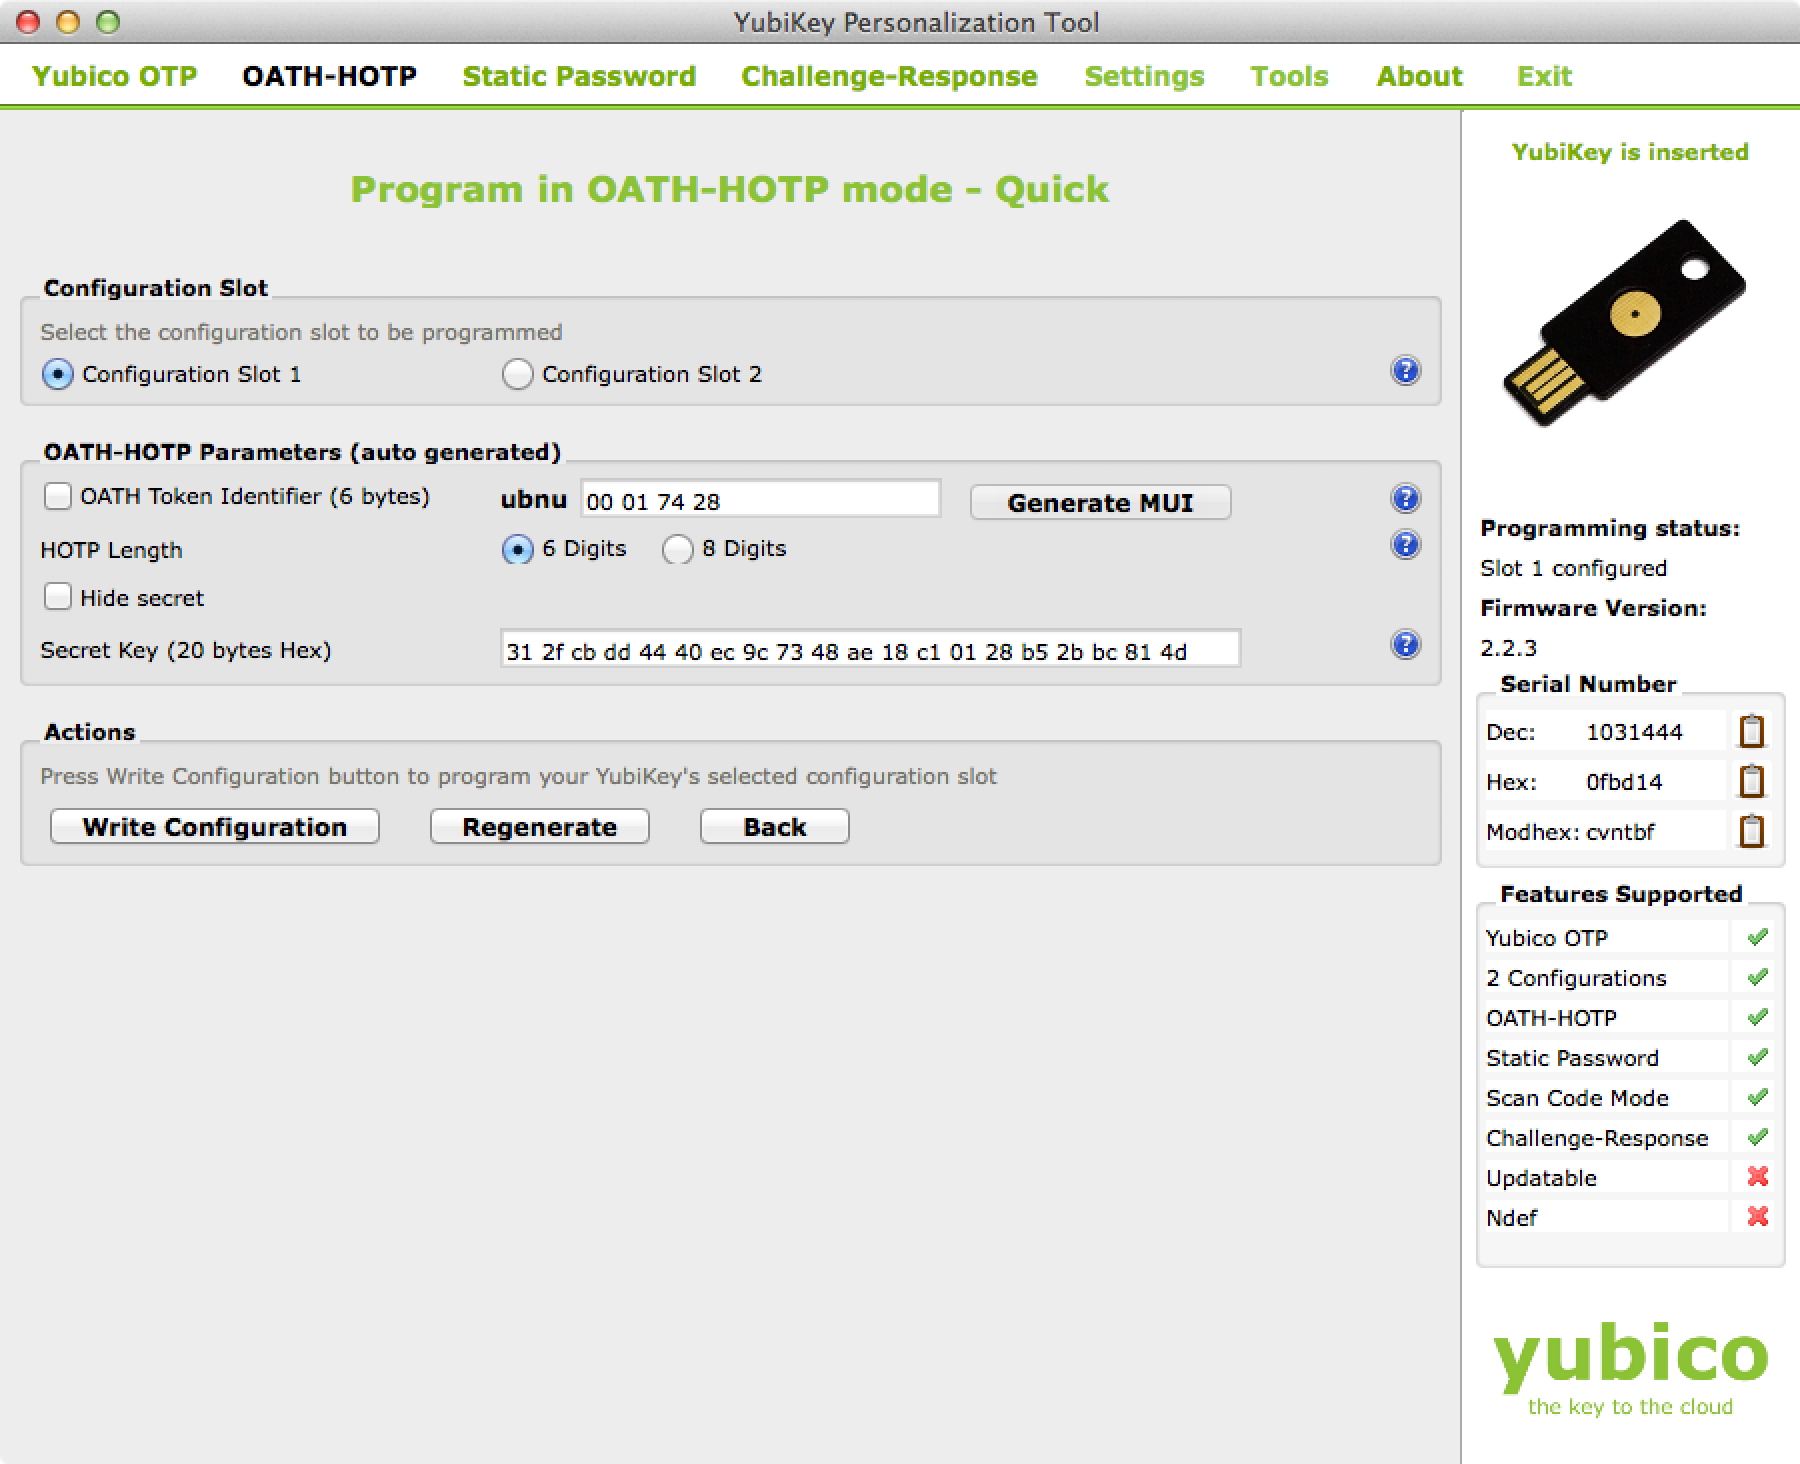 YubiKey Personalization Tool
Yubico OTP OATH-HOTP Static Password Challenge-Response Settings Tools About Exit
Program in OATH-HOTP mode - Quick
Configuration Slot
Select the configuration slot to be programmed
Configuration Slot 1 Configuration Slot 2 ?
OATH-HOTP Parameters (auto generated)
OATH Token Identifier (6 bytes) ubnu 00 01 74 28 Generate MUI ?
HOTP Length 6 Digits 8 Digits ?
Hide secret
Secret Key (20 bytes Hex) 31 2f cb dd 44 40 ec 9c 73 48 ae 18 c1 01 28 b5 2b bc 81 4d ?
Actions
Press Write Configuration button to program your YubiKey's selected configuration slot
Write Configuration Regenerate Back
YubiKey is inserted
Programming status:
Slot 1 configured
Firmware Version:
2.2.3
Serial Number
Dec: 1031444
Hex: 0fbd14
Modhex: cvntbf
Features Supported
Yubico OTP
2 Configurations
OATH-HOTP
Static Password
Scan Code Mode
Challenge-Response
Updatable
Ndef
yubico
the key to the cloud